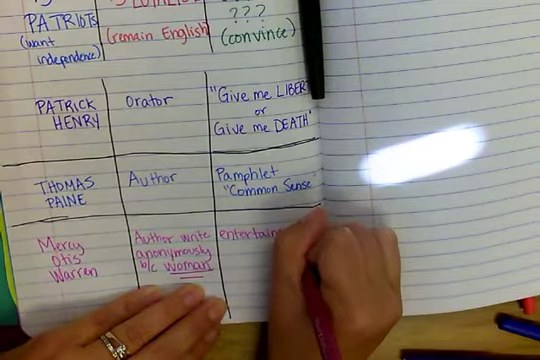 ???
PATRIOTS
(want
independence)
(remain English)
(convince)
PATRICK
HENRY
Orator
"Give me LIBER
or
Give me DEATH"
THOMAS
PAINE
Author
Pamphlet
"Common Sense"
Mercy
Otis
Warren
Author write
anonymously
b/c woman
entertain